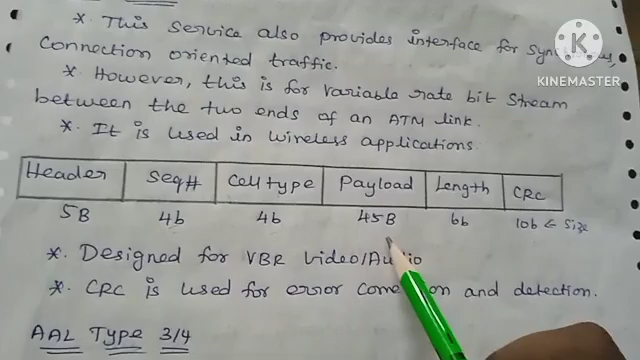 * This service also provides interface for
Connection oriented traffic.
* However, this is for variable rate bit stream
between the two ends of an ATM link.
* It is used in wireless applications.
Header Seq# Cell type Payload Length CRC
5B 4b 4b 45B 6b 10b ← Size
* Designed for VBR Video/Audio
* CRC is used for error and detection.
AAL Type 3/4
K
KINEMASTER